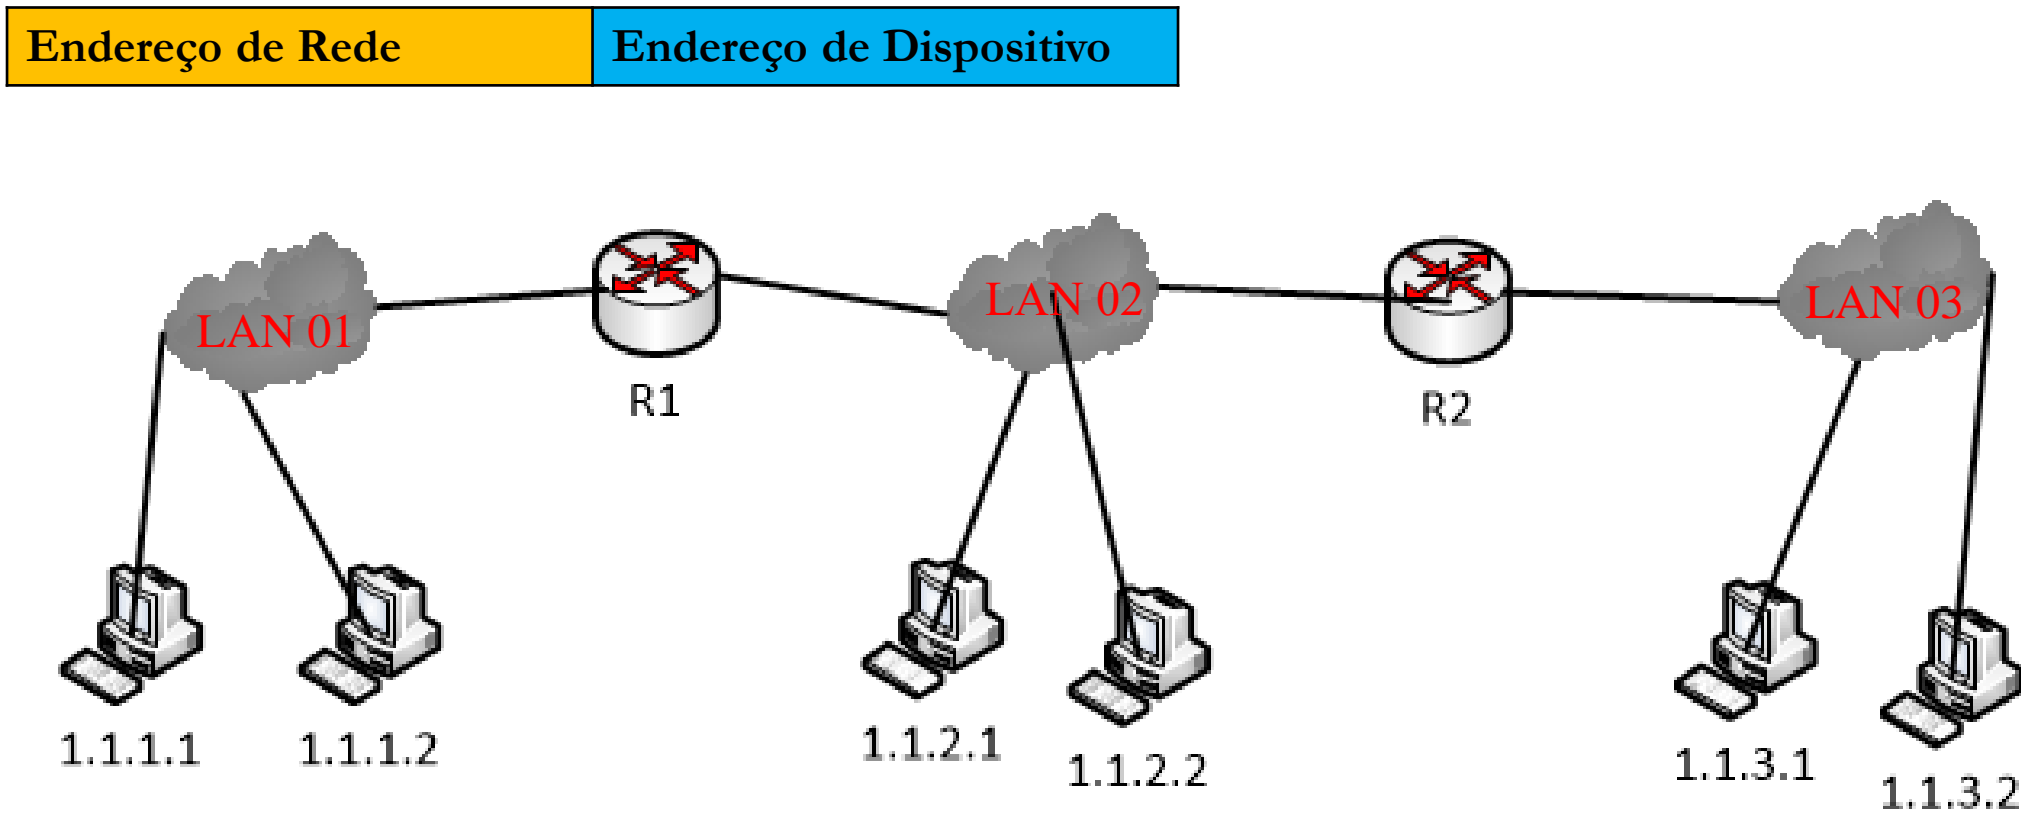 Endereço de Rede
Endereço de Dispositivo
LAN 01
LAN 02
LAN 03
R1
R2
1.1.1.1
1.1.1.2
1.1.2.1
1.1.2.2
1.1.3.1
1.1.3.2